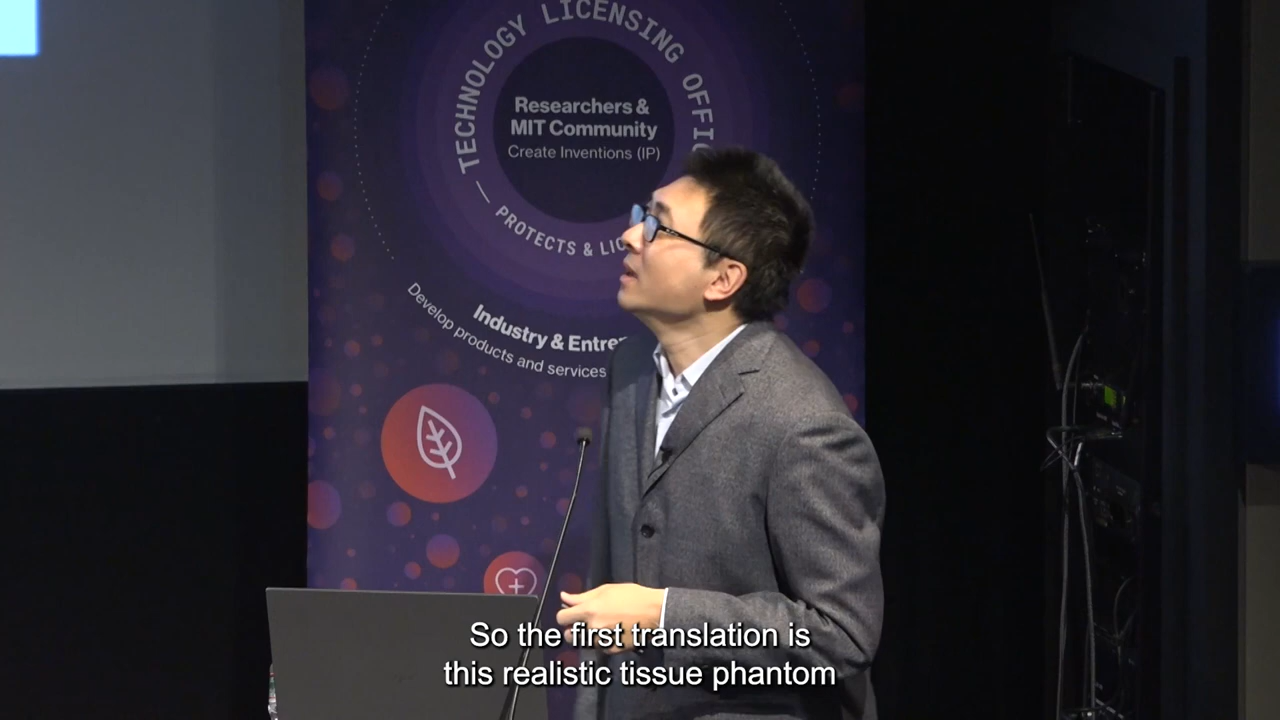 TECHNOLOGY LICENSING OFFI
Researchers &
MIT Community
Create Inventions (IP)
— PROTECTS & LIC
Industry & Entre
Develop products and services
So the first translation is
this realistic tissue phantom